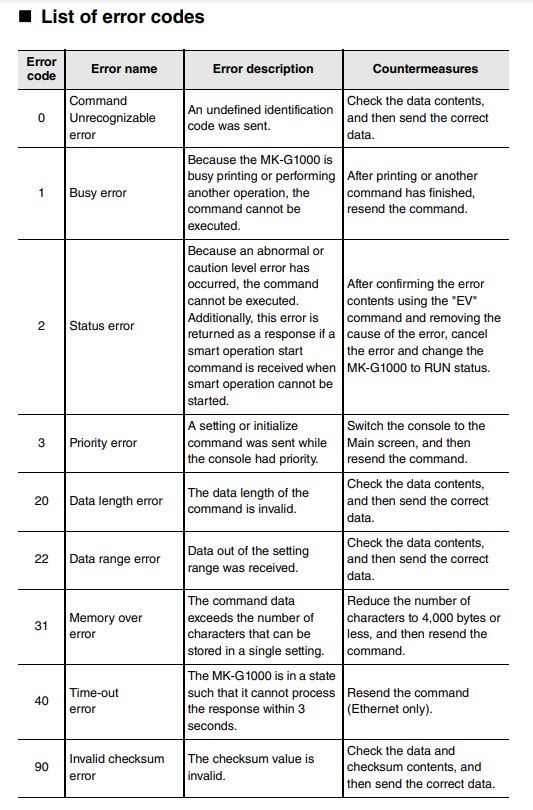 ■ List of error codes
Error
code
Error name
Error description
Countermeasures
0
Command
Unrecognizable
error
An undefined identification
code was sent.
Check the data contents,
and then send the correct
data.
1
Busy error
Because the MK-G1000 is
busy printing or performing
another operation, the
command cannot be
executed.
After printing or another
command has finished,
resend the command.
2
Status error
Because an abnormal or
caution level error has
occurred, the command
cannot be executed.
Additionally, this error is
returned as a response if a
smart operation start
command is received when
smart operation cannot be
started.
After confirming the error
contents using the "EV"
command and removing the
cause of the error, cancel
the error and change the
MK-G1000 to RUN status.
3
Priority error
A setting or initialize
command was sent while
the console had priority.
Switch the console to the
Main screen, and then
resend the command.
20
Data length error
The data length of the
command is invalid.
Check the data contents,
and then send the correct
data.
22
Data range error
Data out of the setting
range was received.
Check the data contents,
and then send the correct
data.
31
Memory over
error
The command data
exceeds the number of
characters that can be
stored in a single setting.
Reduce the number of
characters to 4,000 bytes or
less, and then resend the
command.
40
Time-out
error
The MK-G1000 is in a state
such that it cannot process
the response within 3
seconds.
Resend the command
(Ethernet only).
90
Invalid checksum
error
The checksum value is
invalid.
Check the data and
checksum contents, and
then send the correct data.